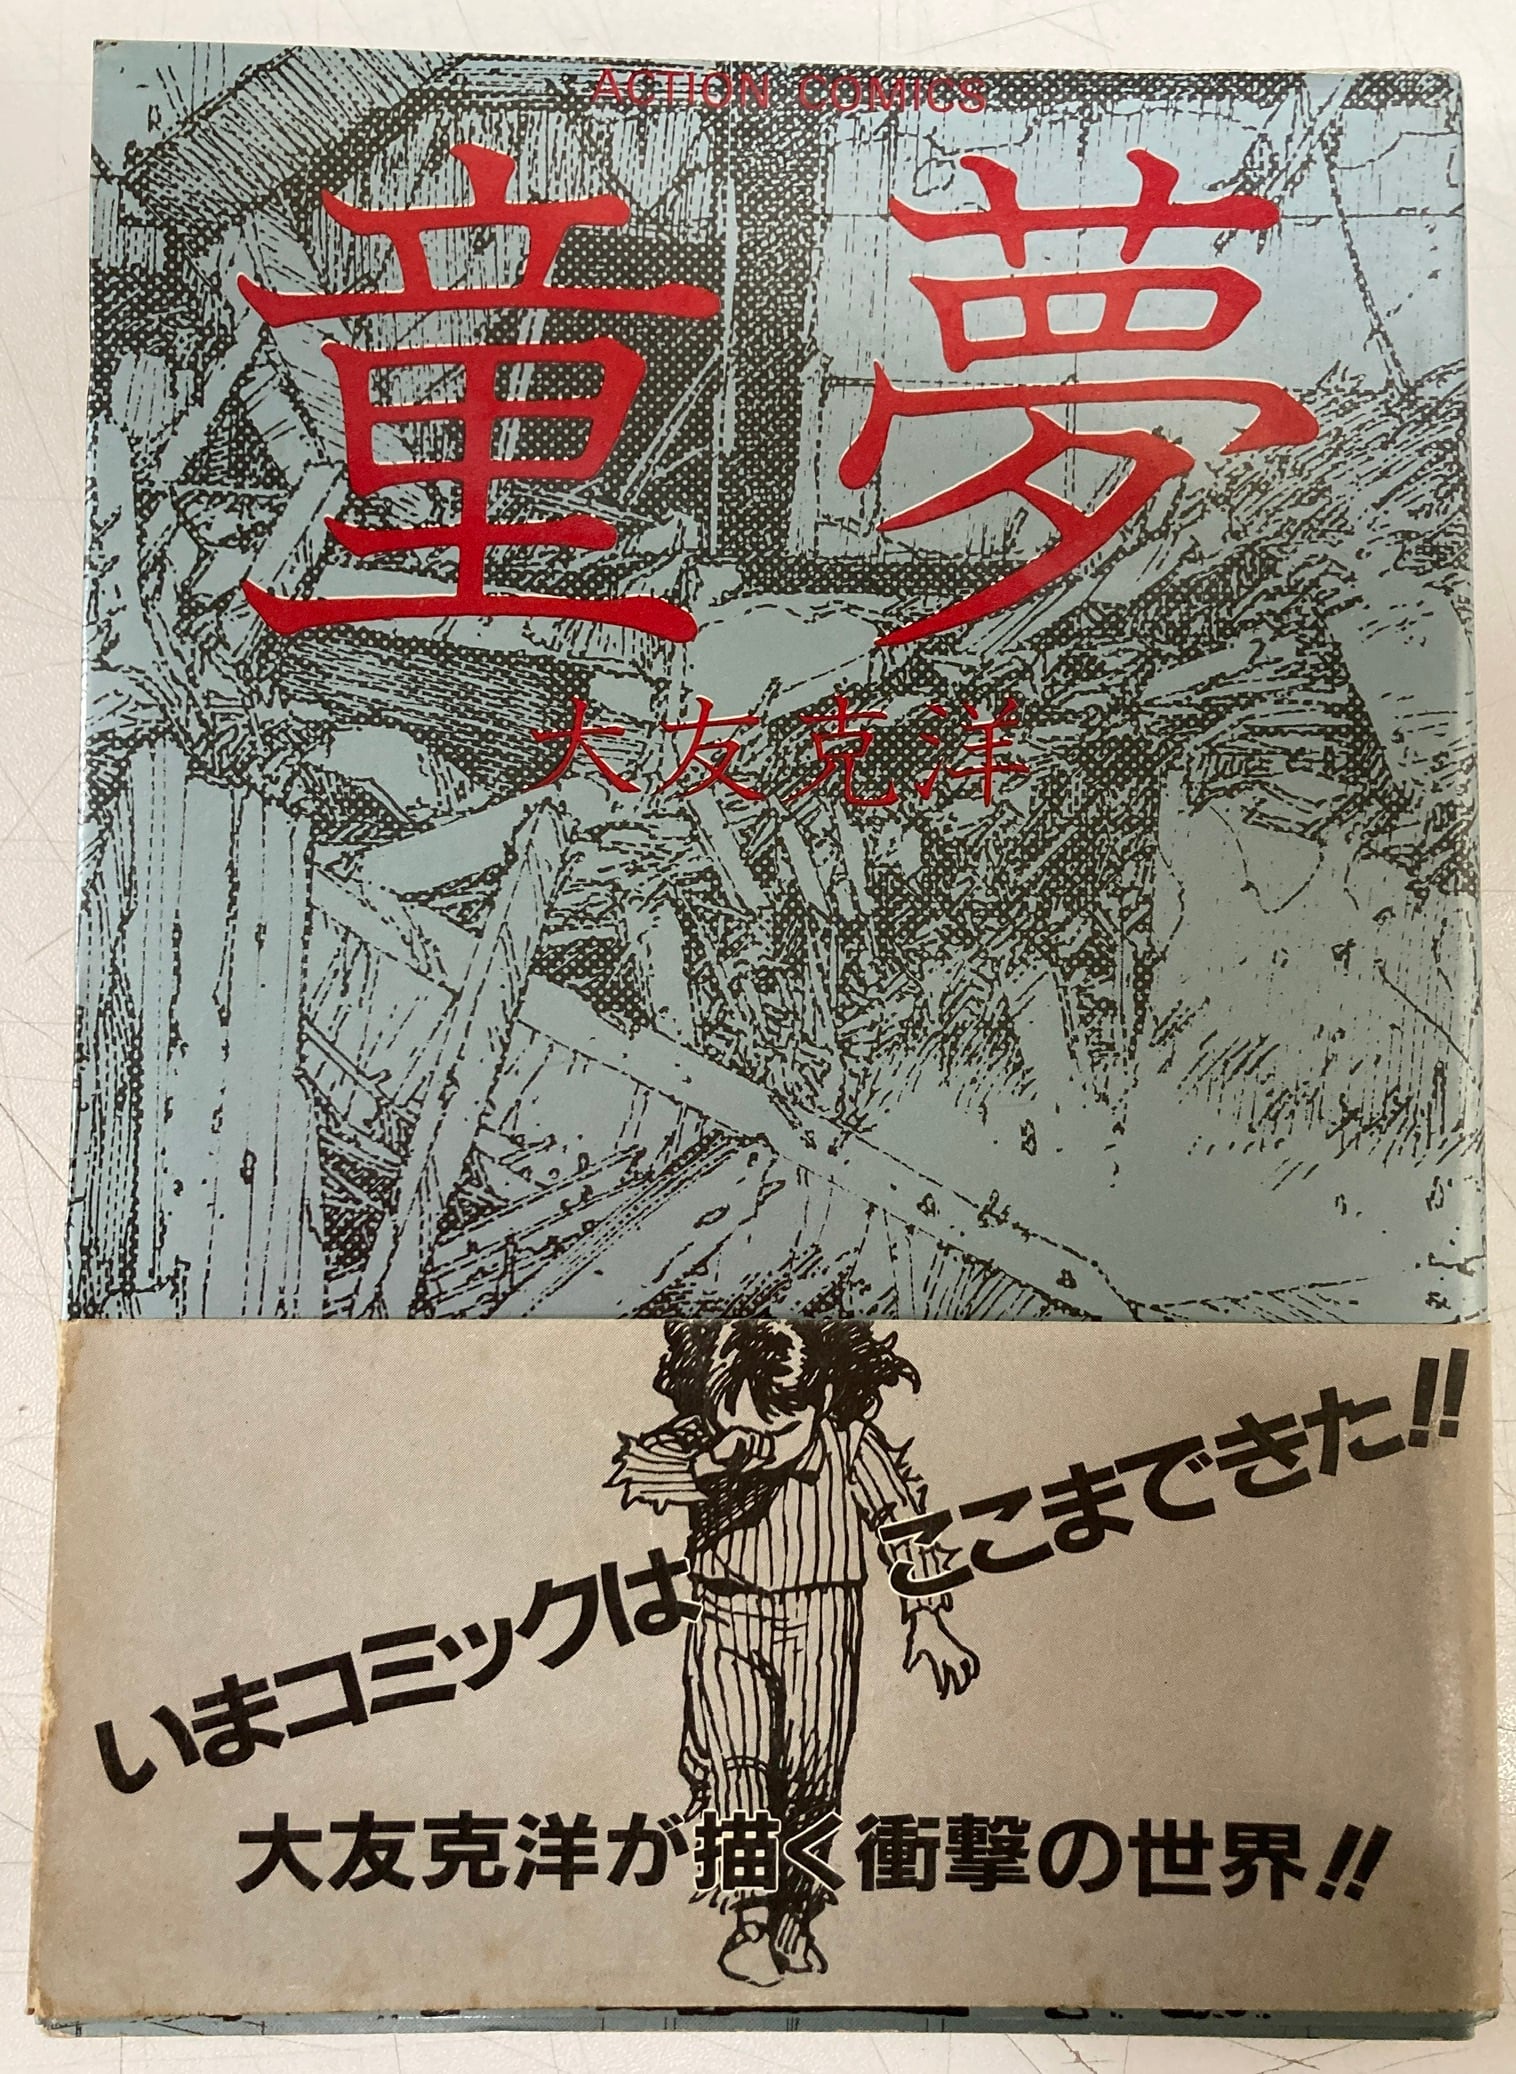 ACTION COMICS
童夢
大友克洋
いまコミックは ここまできた!!
大友克洋が描く衝撃の世界!!